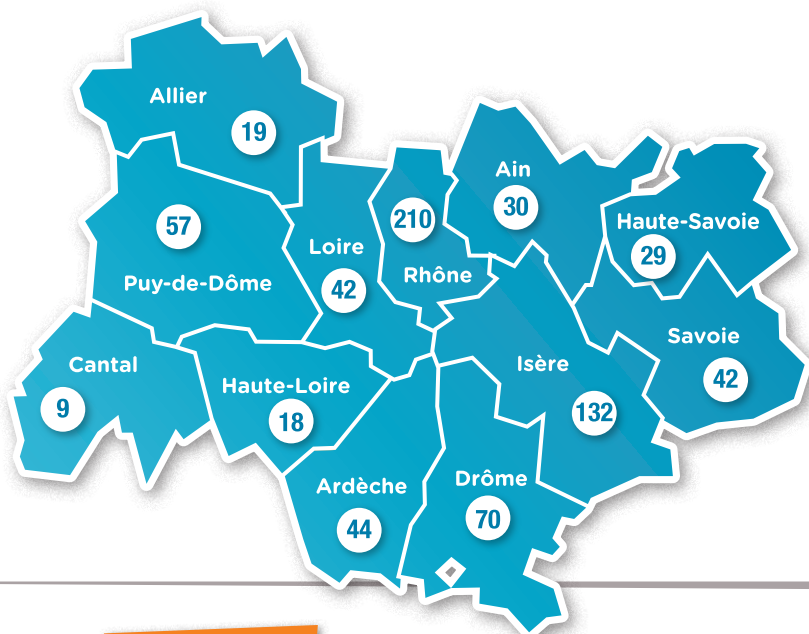 Allier
19
Ain
30
57
210
Haute-Savoie
29
Loire
42
Rhône
Puy-de-Dôme
Savoie
42
Cantal
9
Isère
132
Haute-Loire
18
Ardèche
44
Drôme
70